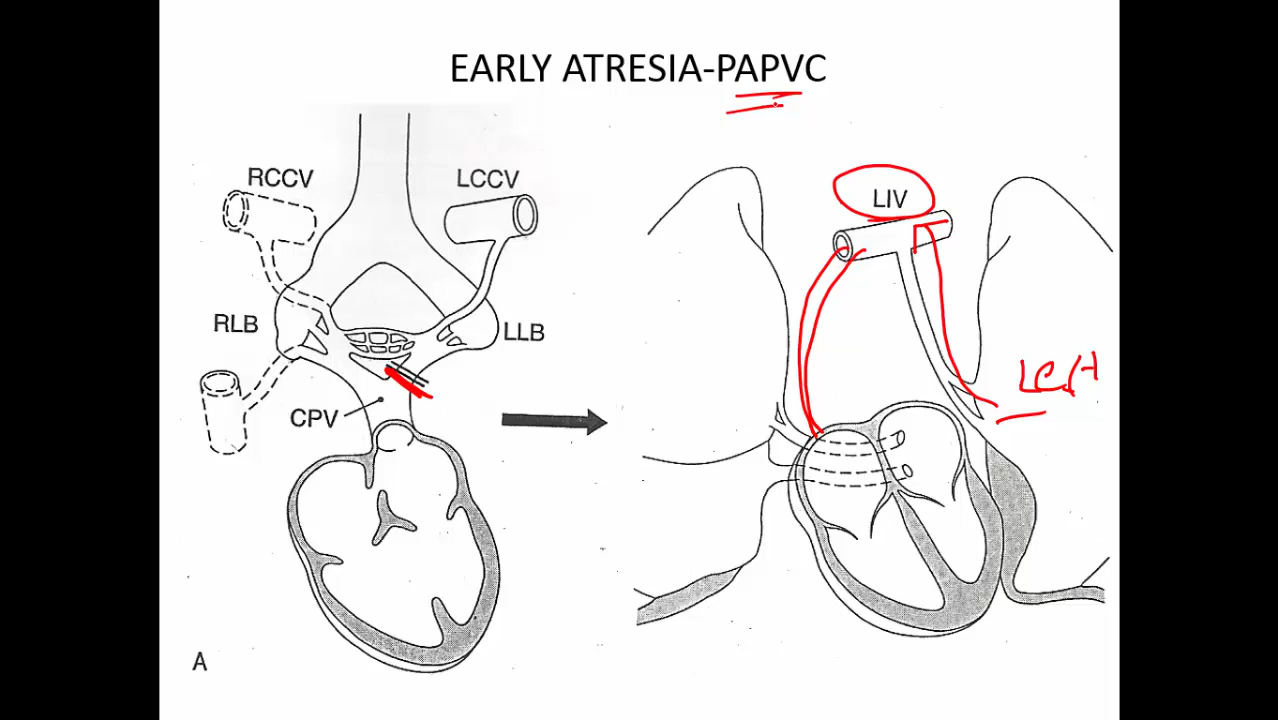 EARLY ATRESIA-PAPVC
RCCV
LCCV
RLB
LLB
CPV
A
LIV